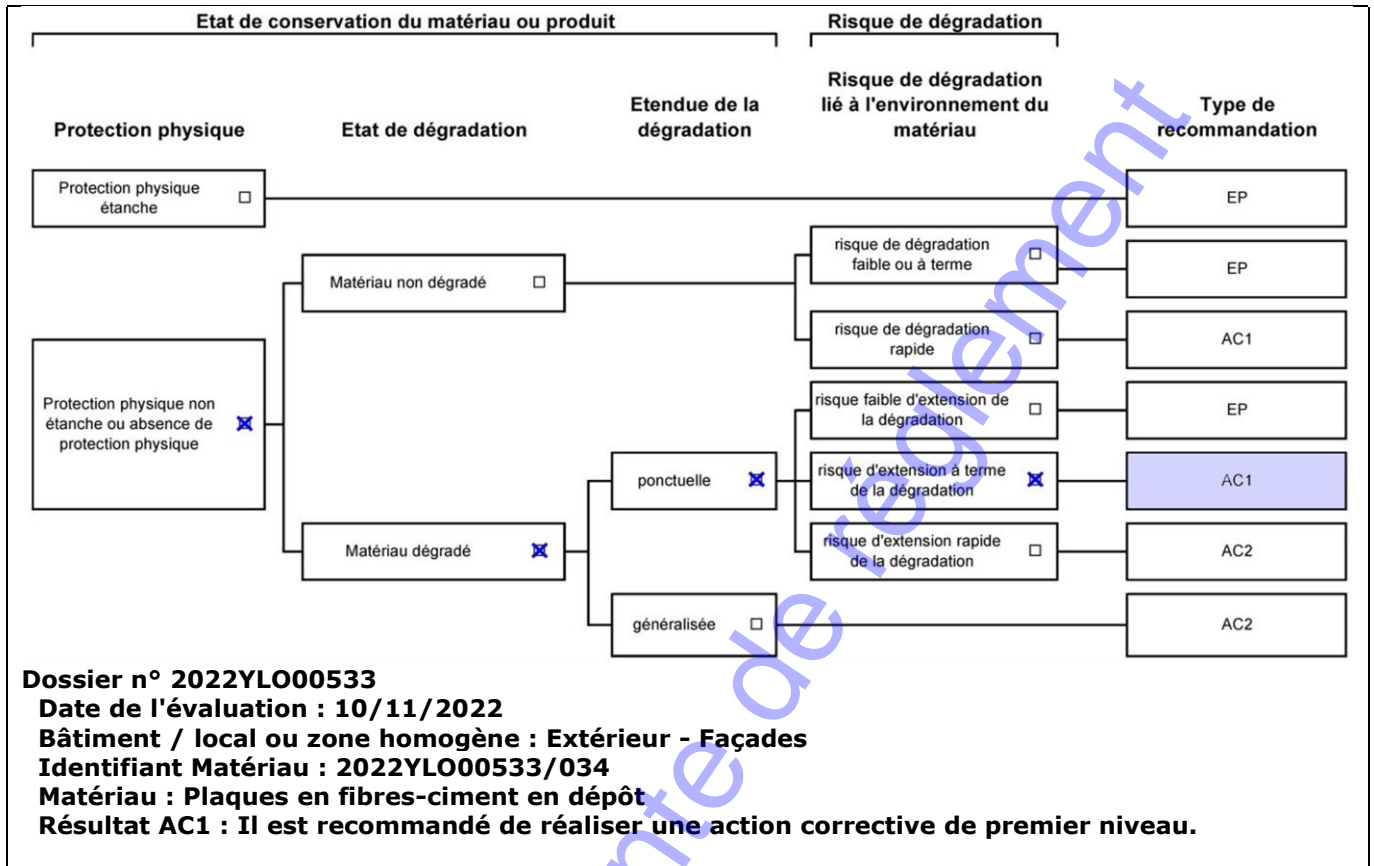 Etat de conservation du matériau ou produit
Risque de dégradation
Protection physique
Etat de dégradation
Etendue de la
dégradation
Risque de dégradation
lié à l'environnement du
matériau
Type de
recommandation
Protection physique
étanche
EP
risque de dégradation
faible ou à terme
EP
Matériau non dégradé
risque de dégradation
rapide
AC1
Protection physique non
étanche ou absence de
protection physique
risque faible d'extension de
la dégradation
EP
ponctuelle
risque d'extension à terme
de la dégradation
AC1
Matériau dégradé
risque d'extension rapide
de la dégradation
AC2
généralisée
AC2
Dossier n° 2022YLO00533
Date de l'évaluation : 10/11/2022
Bâtiment / local ou zone homogène : Extérieur - Façades
Identifiant Matériau : 2022YLO00533/034
Matériau : Plaques en fibres-ciment en dépôt
Résultat AC1 : Il est recommandé de réaliser une action corrective de premier niveau.
nte de réglement